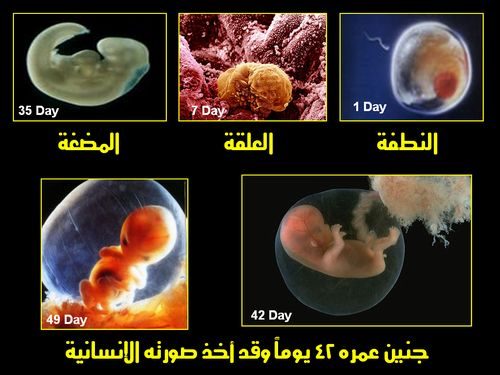 1 Day
7 Day
35 Day
النطفة
العلقة
المضغة
42 Day
49 Day
جنين عمره ٤٢ يوماً وقد أخذ صورته الإنسانية